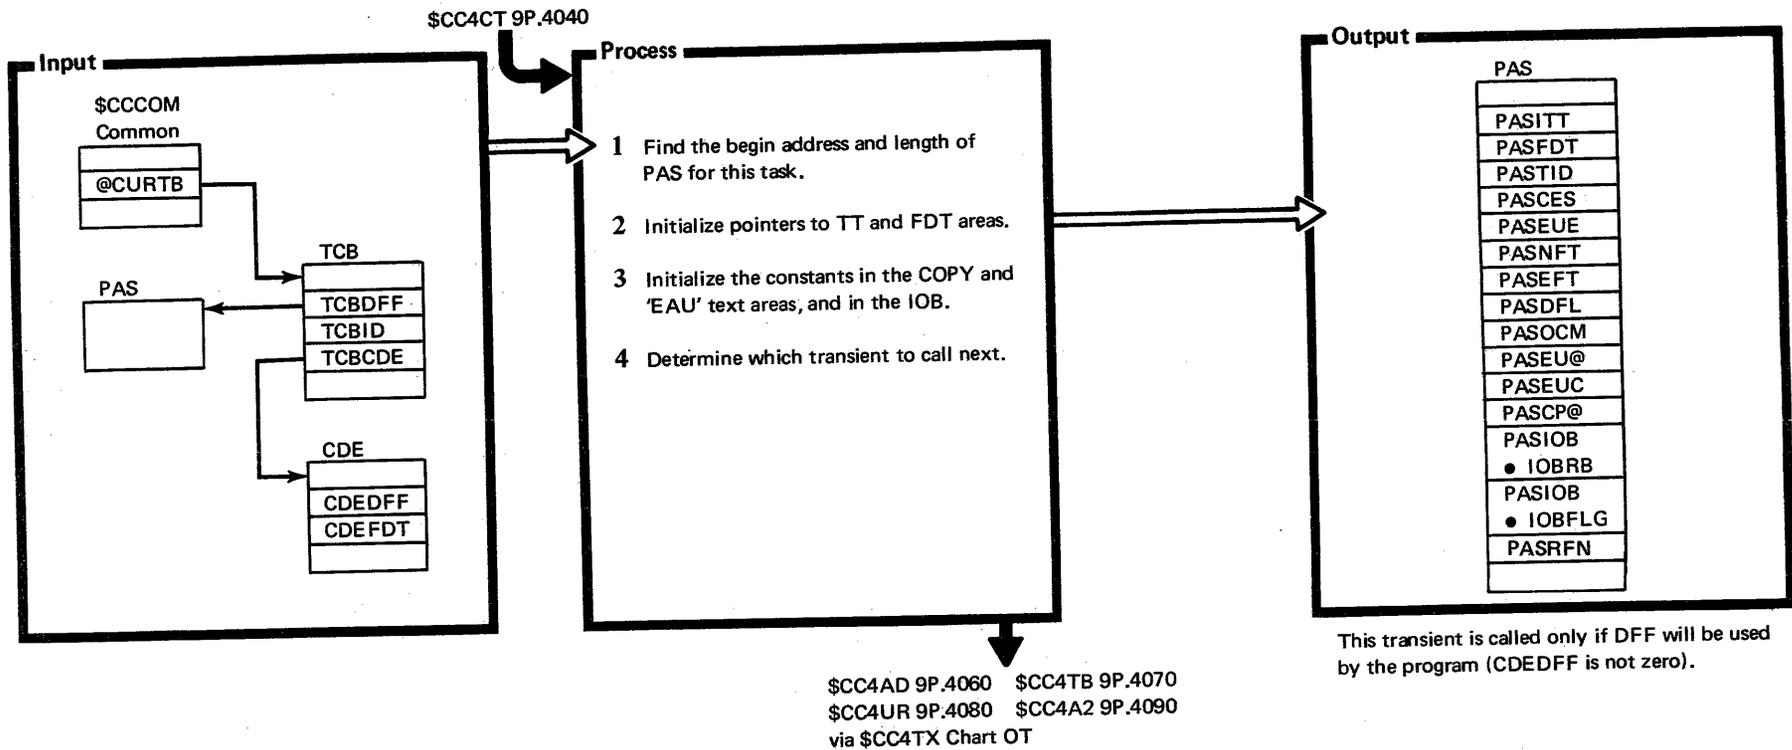 $CC4CT 9P.4040
Input
$CCCOM
Common
@CURTB
TCB
PAS
TCBDFF
TCBID
TCBCDE
CDE
CDEDFF
CDEFDT
Process
1 Find the begin address and length of
PAS for this task.
2 Initialize pointers to TT and FDT areas.
3 Initialize the constants in the COPY and
'EAU' text areas, and in the IOB.
4 Determine which transient to call next.
$CC4AD 9P.4060 $CC4TB 9P.4070
$CC4UR 9P.4080 $CC4A2 9P.4090
via $CC4TX Chart OT
Output
PAS
PASITT
PASFDT
PASTID
PASCES
PASEUE
PASNFT
PASEFT
PASDFL
PASOCM
PASEU@
PASEUC
PASCP@
PASIOB
● IOBRB
PASIOB
● IOBFLG
PASRFN
This transient is called only if DFF will be used
by the program (CDEDFF is not zero).